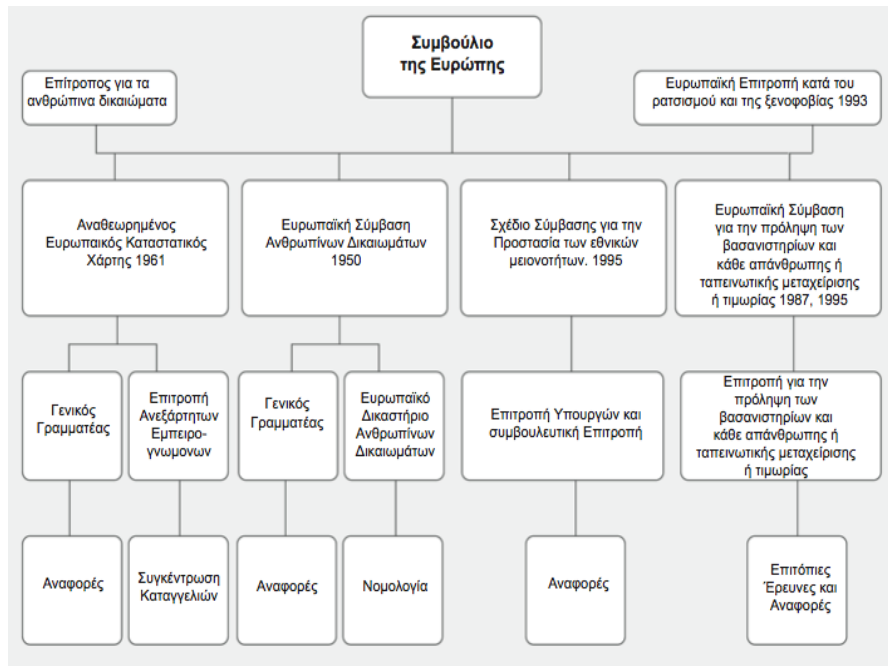 Συμβούλιο
της Ευρώπης
Επίτροπος για τα
ανθρώπινα δικαιώματα
Ευρωπαϊκή Επιτροπή κατά του
ρατσισμού και της ξενοφοβίας 1993
Αναθεωρημένος
Ευρωπαικός Καταστατικός
Χάρτης 1961
Ευρωπαϊκή Σύμβαση
Ανθρωπίνων Δικαιωμάτων
1950
Σχέδιο Σύμβασης για την
Προστασία των εθνικών
μειονοτήτων. 1995
Ευρωπαϊκή Σύμβαση
για την πρόληψη των
βασανιστηρίων και
κάθε απάνθρωπης ή
ταπεινωτικής μεταχείρισης
ή τιμωρίας 1987, 1995
Γενικός
Γραμματέας
Επιτροπή
Ανεξάρτητων
Εμπειρο-
γνωμονων
Γενικός
Γραμματέας
Ευρωπαϊκό
Δικαστήριο
Ανθρωπίνων
Δικαιωμάτων
Επιτροπή Υπουργών και
συμβουλευτική Επιτροπή
Επιτροπή για την
πρόληψη των
βασανιστηρίων και
κάθε απάνθρωπης ή
ταπεινωτικής μεταχείρισης
ή τιμωρίας
Αναφορές
Συγκέντρωση
Καταγγελιών
Αναφορές
Νομολογία
Αναφορές
Επιτόπιες
Έρευνες και
Αναφορές